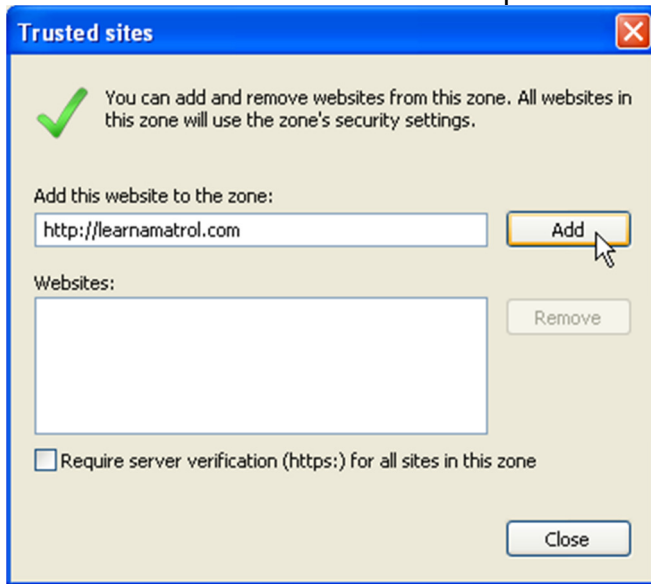 Trusted sites
You can add and remove websites from this zone. All websites in
this zone will use the zone's security settings.
Add this website to the zone:
http://learnamatrol.com
Add
Websites:
Remove
Require server verification (https:) for all sites in this zone
Close